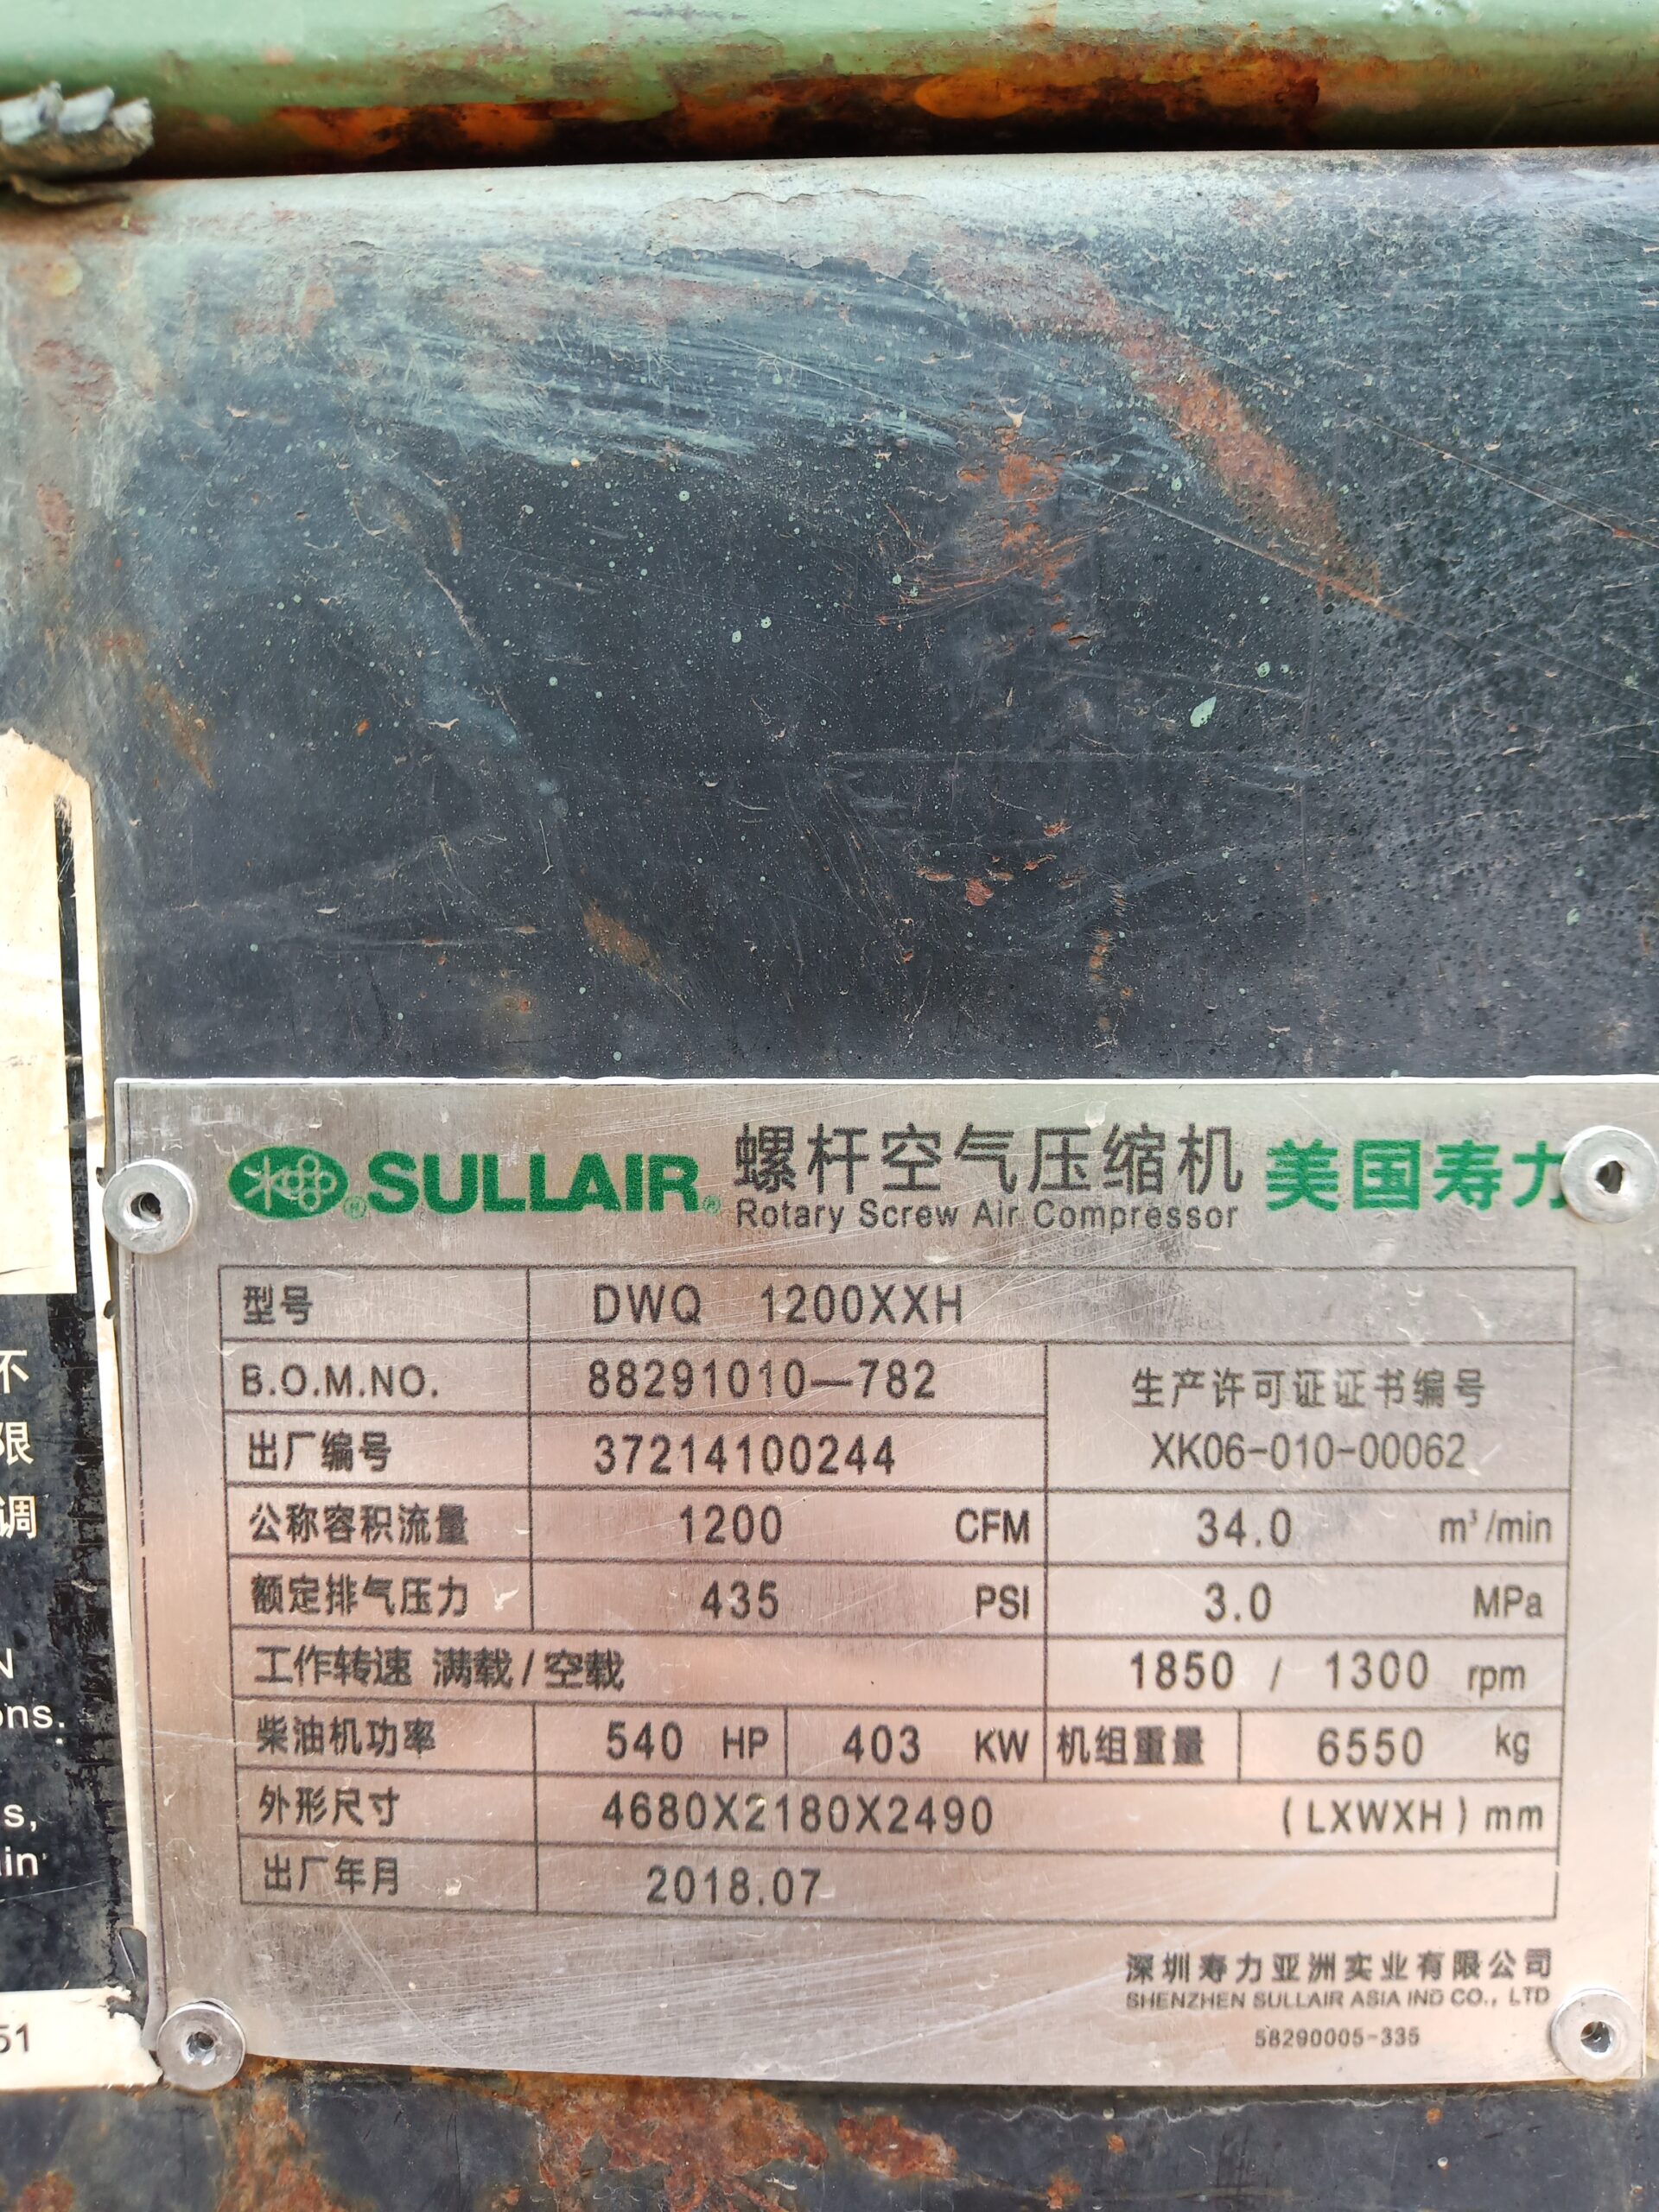 SULLAIR® 螺杆空气压缩机 美国寿力
Rotary Screw Air Compressor
型号 DWQ 1200XXH
B.O.M.NO. 88291010—782 生产许可证证书编号
出厂编号 37214100244 XK06-010-00062
公称容积流量 1200 CFM 34.0 m³/min
额定排气压力 435 PSI 3.0 MPa
工作转速 满载/空载 1850 / 1300 rpm
柴油机功率 540 HP 403 KW 机组重量 6550 kg
外形尺寸 4680X2180X2490 (LXWXH) mm
出厂年月 2018.07
深圳寿力亚洲实业有限公司
SHENZHEN SULLAIR ASIA IND CO., LTD
58290005-335
不
限
调
N
ons.
s,
in
51